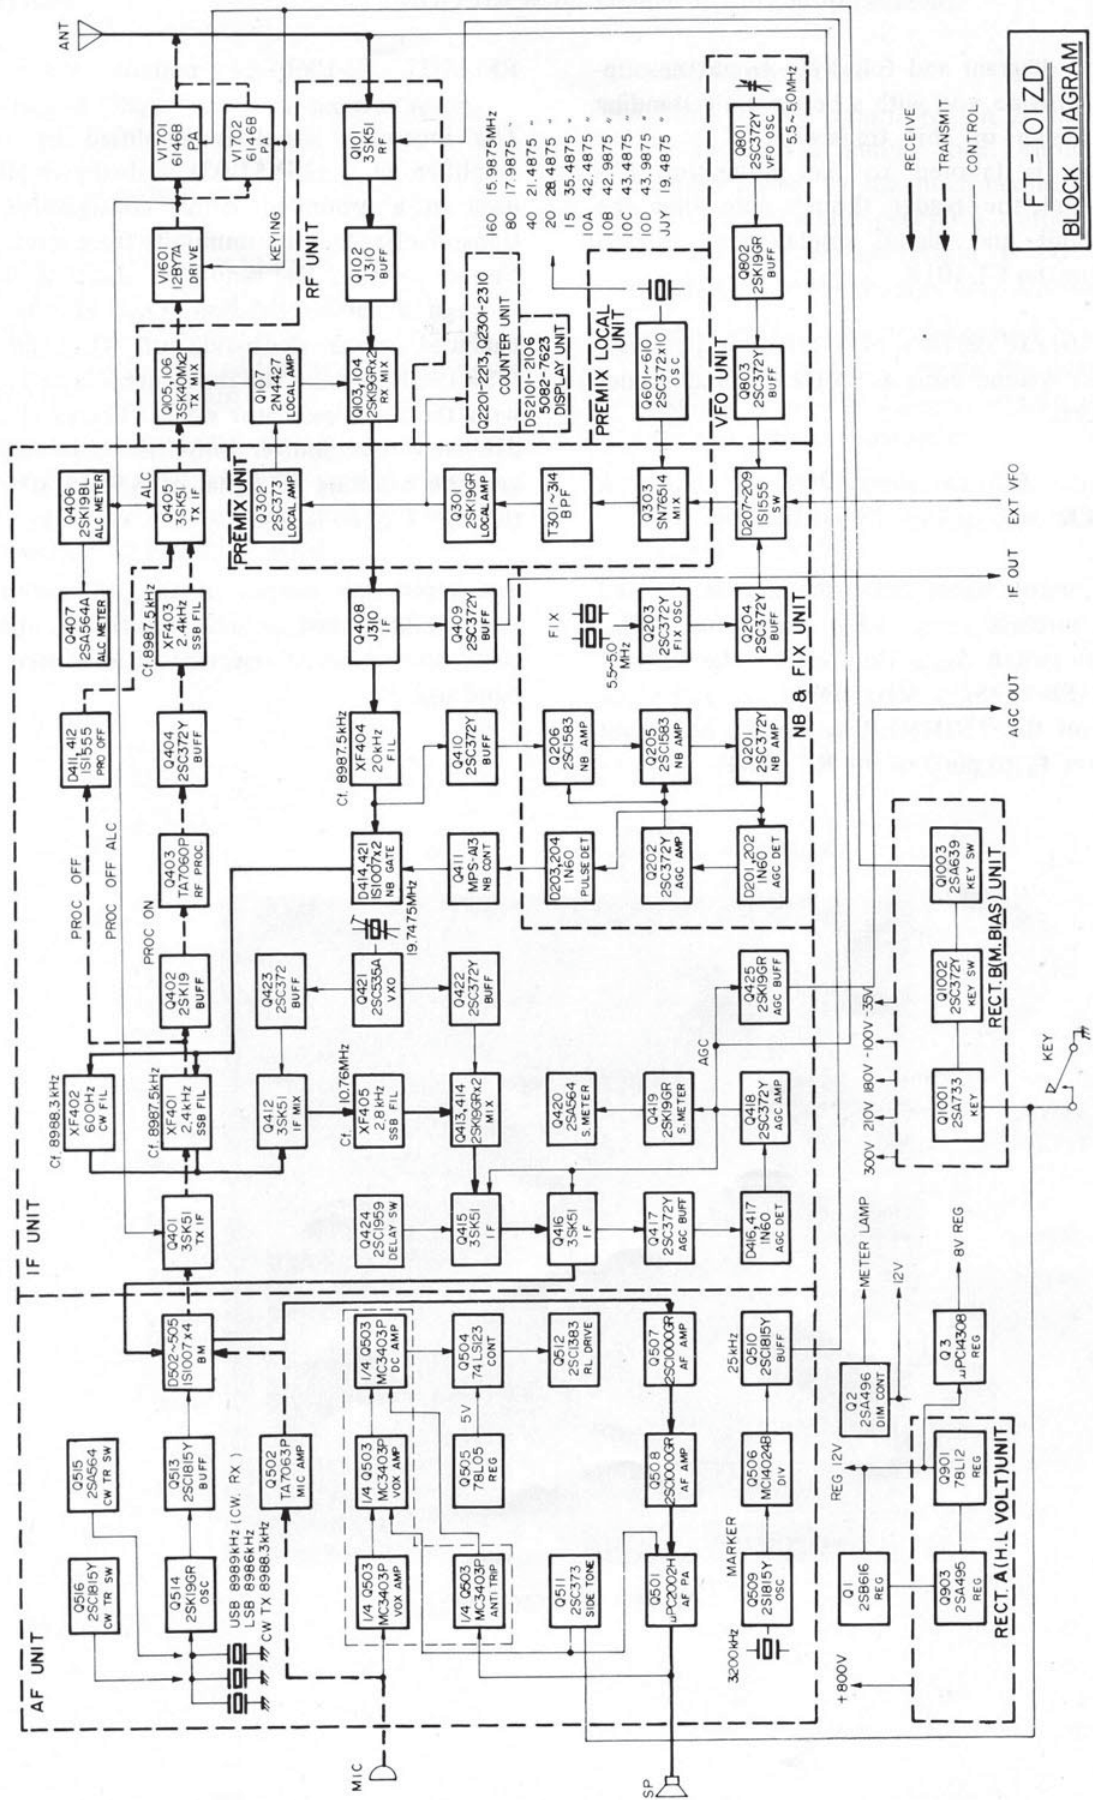 FT-101ZD
BLOCK DIAGRAM
RECEIVE
TRANSMIT
CONTROL
AF UNIT
Q516
2SC1815Y
CW TR SW
Q515
2SA564
CW TR SW
Q514
2SK19GR
OSC
Q513
2SC1815Y
BUFF
D502~505
1S1007x4
BM
USB 8989kHz (CW, RX.)
LSB 8986kHz
CW TX 8988.3kHz
MIC
Q502
TA7063P
MIC AMP
1/4 Q503
MC3403P
VOX AMP
1/4 Q503
MC3403P
VOX AMP
1/4 Q503
MC3403P
DC AMP
1/4 Q503
MC3403P
ANTI TRIP
Q505
78L05
REG
5V
Q504
74LS123
CONT
Q511
2SC373
SIDE TONE
Q512
2SC1383
RL DRIVE
SP
Q501
μPC2002H
AF PA
Q508
2SC1000GR
AF AMP
Q507
2SC1000GR
AF AMP
MARKER
3200kHz
Q509
2S1815Y
OSC
Q506
MC14024B
DIV
25kHz
Q510
2SC1815Y
BUFF
IF UNIT
Q401
3SK51
TX IF
Cf. 8988.3kHz
XF402
600Hz
CW FIL
Cf. 8987.5kHz
XF401
2.4kHz
SSB FIL
Q402
2SK19
BUFF
PROC OFF
PROC OFF ALC
PROC ON
Q403
TA7060P
RF PROC
D411,412
1S1555
PRO OFF
Q404
2SC372Y
BUFF
Cf. 8987.5kHz
XF403
2.4kHz
SSB FIL
Q407
2SA564A
ALC METER
Q406
2SK19BL
ALC METER
ALC
Q405
3SK51
TX IF
Q412
3SK51
IF MIX
Q423
2SC372
BUFF
10.76MHz
Cf.
XF405
2.8kHz
SSB FIL
Q421
2SC535A
VXO
19.7475MHz
D414,421
1S1007x2
NB GATE
Cf. 8987.5kHz
XF404
20kHz
FIL
Q408
J310
IF
Q424
2SC1959
DELAY SW
Q413,414
2SK19GRx2
MIX
Q422
2SC372Y
BUFF
Q411
MPS-A13
NB CONT
Q410
2SC372Y
BUFF
Q409
2SC372Y
BUFF
Q415
3SK51
IF
Q416
3SK51
IF
Q420
2SA564
S. METER
Q419
2SK19GR
S. METER
Q417
2SC372Y
AGC BUFF
D416,417
1N60
AGC DET
Q418
2SC372Y
AGC AMP
AGC
Q425
2SK19GR
AGC BUFF
NB & FIX UNIT
D203,204
1N60
PULSE DET
Q206
2SC1583
NB AMP
Q202
2SC372Y
AGC AMP
Q205
2SC1583
NB AMP
D201,202
1N60
AGC DET
Q201
2SC372Y
NB AMP
FIX
5.5~5.0
MHz
Q203
2SC372Y
FIX OSC
Q204
2SC372Y
BUFF
PREMIX UNIT
Q302
2SC373
LOCAL AMP
Q301
2SK19GR
LOCAL AMP
T301~314
BPF
Q303
SN76514
MIX
D207~209
1S1555
SW
RF UNIT
ANT
V1701
6146B
PA
V1702
6146B
PA
V1601
12BY7A
DRIVE
KEYING
Q101
3SK51
RF
Q102
J310
BUFF
Q105,106
3SK40Mx2
TX MIX
Q107
2N4427
LOCAL AMP
Q103,104
2SK19GRx2
RX MIX
Q2201-2213, Q2301-2310
COUNTER UNIT
DS2101-2106
5082-7623
DISPLAY UNIT
160 15.9875MHz
80 17.9875 "
40 21.4875 "
20 28.4875 "
15 35.4875 "
10A 42.4875 "
10B 42.9875 "
10C 43.4875 "
10D 43.9875 "
JJY 19.4875 "
PREMIX LOCAL
UNIT
Q601~610
2SC372x10
OSC
VFO UNIT
Q801
2SC372Y
VFO OSC
5.5~5.0MHz
Q802
2SK19GR
BUFF
Q803
2SC372Y
BUFF
EXT VFO
IF OUT
AGC OUT
RECT. B (M. BIAS) UNIT
Q1001
2SA733
KEY
Q1002
2SC372Y
KEY SW
Q1003
2SA639
KEY SW
300V 210V 180V -100V -35V
KEY
RECT. A (H.L VOLT) UNIT
+800V
Q1
2SB616
REG
REG 12V
Q903
2SA495
REG
Q901
78L12
REG
Q2
2SA496
DIM CONT
METER LAMP
12V
Q3
μPC14308
REG
8V REG